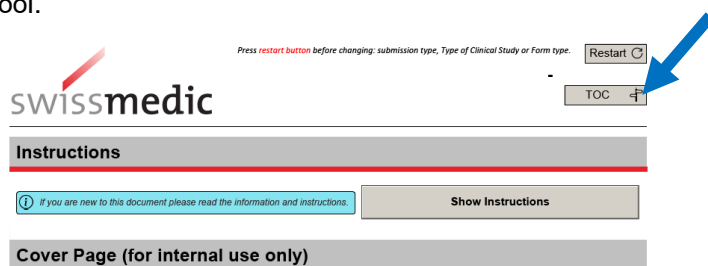 ool.
Press restart button before changing: submission type, Type of Clinical Study or Form type.
Restart
-
TOC
swissmedic
Instructions
i If you are new to this document please read the information and instructions.
Show Instructions
Cover Page (for internal use only)